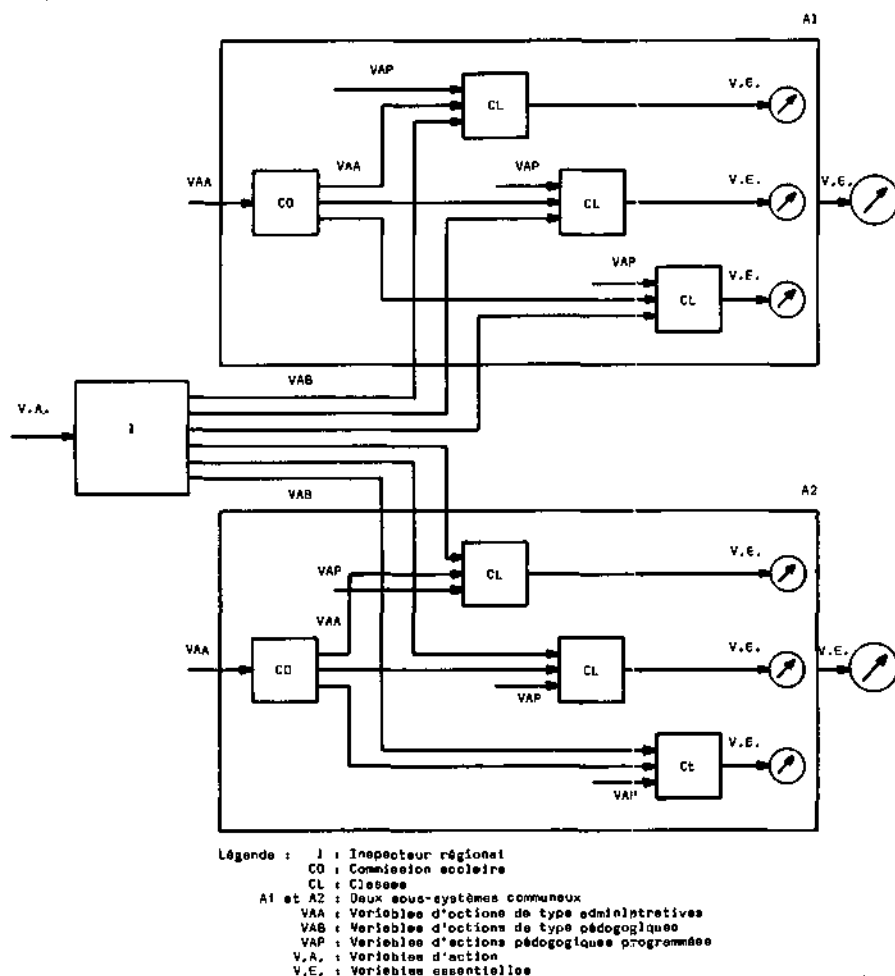 A1
VAP
CL
V.E.
VAA
VAP
V.E.
VAA
CO
CL
V.E.
VAP
V.E.
CL
VAB
V.A.
I
VAB
A2
V.E.
VAP
CL
VAA
VAA
V.E.
V.E.
CO
CL
VAP
V.E.
CL
VAP
Légende : I : Inspecteur régional
CO : Commission scolaire
CL : Classes
A1 et A2 : Deux sous-systèmes communaux
VAA : Variables d'actions de type administratives
VAB : Variables d'actions de type pédagogiques
VAP : Variables d'actions pédagogiques programmées
V.A. : Variables d'action
V.E. : Variables essentielles